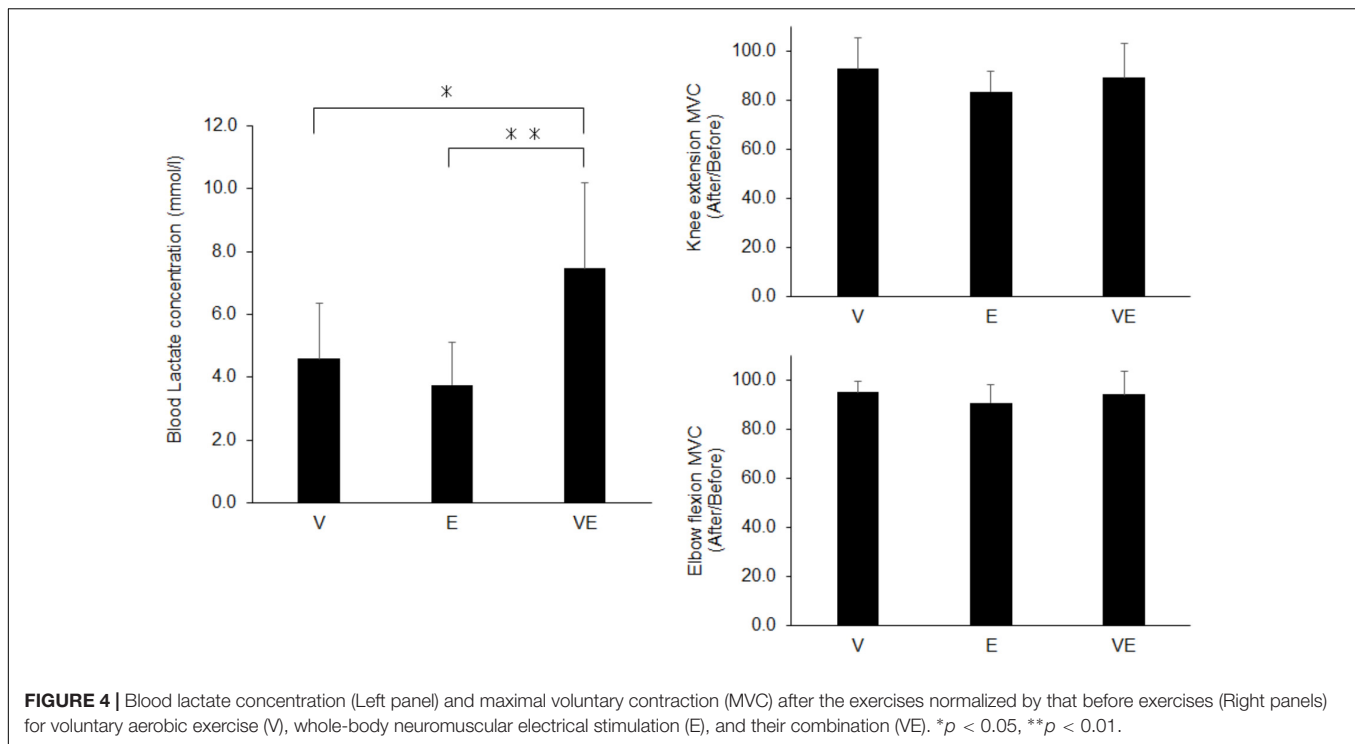 *
* *
12.0
10.0
8.0
6.0
4.0
2.0
0.0
Blood Lactate concentration (mmol/l)
V E VE
100.0
80.0
60.0
40.0
20.0
0.0
Knee extension MVC
(After/Before)
V E VE
100.0
80.0
60.0
40.0
20.0
0.0
Elbow flexion MVC
(After/Before)
V E VE
FIGURE 4 | Blood lactate concentration (Left panel) and maximal voluntary contraction (MVC) after the exercises normalized by that before exercises (Right panels)
for voluntary aerobic exercise (V), whole-body neuromuscular electrical stimulation (E), and their combination (VE). *p < 0.05, **p < 0.01.